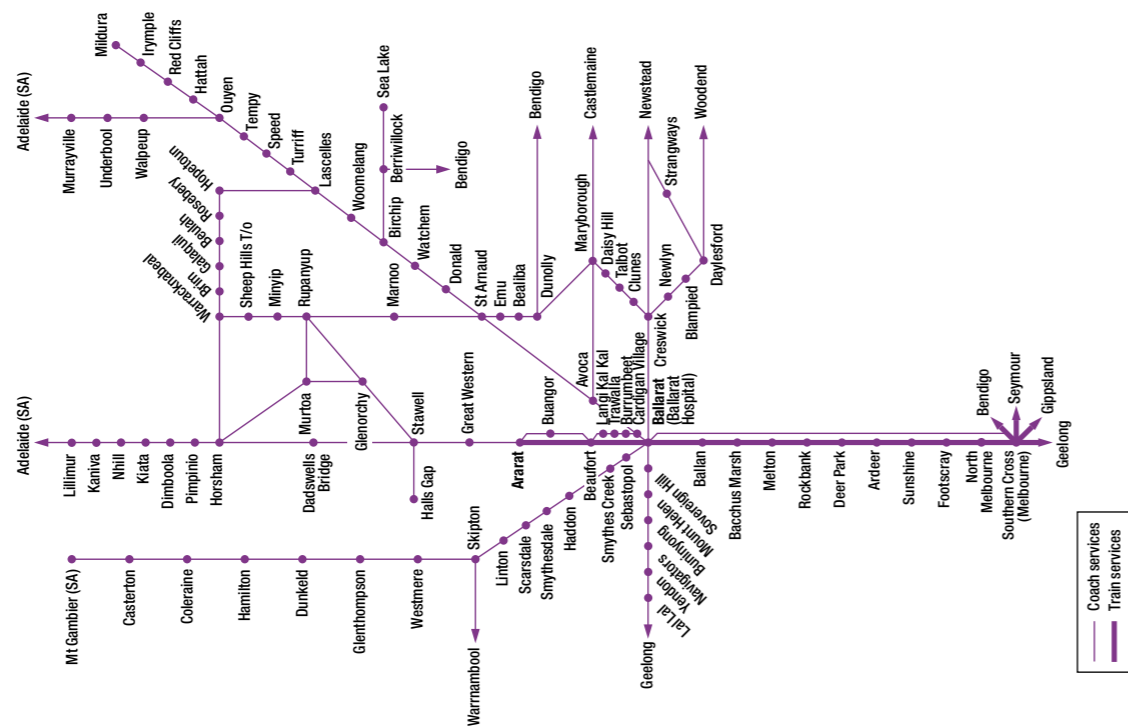 Mildura
Irymple
Red Cliffs
Hattah
Ouyen
Tempy
Speed
Turriff
Lascelles
Woomelang
Birchip
Watchem
Donald
St Arnaud
Emu
Bealiba
Dunolly
Bendigo
Sea Lake
Berriwillock
Bendigo
Adelaide (SA)
Murrayville
Underbool
Walpeup
Hopetoun
Rosebery
Beulah
Galaquil
Brim
Warracknabeal
Sheep Hills T/o
Minyip
Rupanyup
Marnoo
Maryborough
Castlemaine
Daisy Hill
Talbot
Clunes
Creswick
Newstead
Strangways
Woodend
Newlyn
Blampied
Daylesford
Avoca
Langi Kal Kal
Trawalla
Burrumbeet
Cardigan Village
Ballarat
(Ballarat
Hospital)
Adelaide (SA)
Lillimur
Kaniva
Nhill
Kiata
Dimboola
Pimpinio
Horsham
Murtoa
Dadswells
Bridge
Glenorchy
Stawell
Halls Gap
Great Western
Ararat
Buangor
Beaufort
Smythes Creek
Sebastopol
Haddon
Smythesdale
Scarsdale
Linton
Skipton
Warrnambool
Mt Gambier (SA)
Casterton
Coleraine
Hamilton
Dunkeld
Glenthompson
Westmere
Sovereign Hill
Mount Helen
Buninyong
Navigators
Yendon
Lal Lal
Geelong
Ballan
Bacchus Marsh
Melton
Rockbank
Deer Park
Ardeer
Sunshine
Footscray
North
Melbourne
Southern Cross
(Melbourne)
Bendigo
Seymour
Gippsland
Geelong
Coach services
Train services